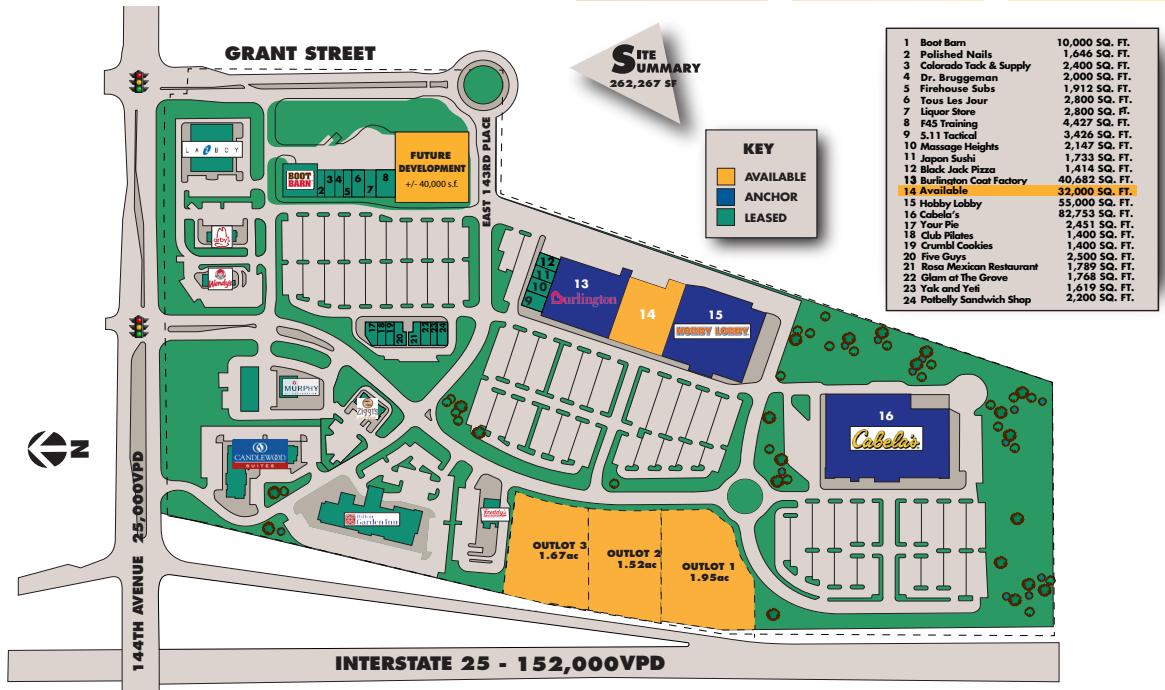 GRANT STREET
SITE
SUMMARY
262,267 SF
1 Boot Barn 10,000 SQ. FT.
2 Polished Nails 1,646 SQ. FT.
3 Colorado Tack & Supply 2,400 SQ. FT.
4 Dr. Bruggeman 2,000 SQ. FT.
5 Firehouse Subs 1,912 SQ. FT.
6 Tous Les Jour 2,800 SQ. FT.
7 Liquor Store 2,800 SQ. FT.
8 F45 Training 4,427 SQ. FT.
9 5.11 Tactical 3,426 SQ. FT.
10 Massage Heights 2,147 SQ. FT.
11 Japon Sushi 1,733 SQ. FT.
12 Black Jack Pizza 1,414 SQ. FT.
13 Burlington Coat Factory 40,682 SQ. FT.
14 Available 32,000 SQ. FT.
15 Hobby Lobby 55,000 SQ. FT.
16 Cabela's 82,753 SQ. FT.
17 Your Pie 2,451 SQ. FT.
18 Club Pilates 1,400 SQ. FT.
19 Crumbl Cookies 1,400 SQ. FT.
20 Five Guys 2,500 SQ. FT.
21 Rosa Mexican Restaurant 1,789 SQ. FT.
22 Glam at The Grove 1,768 SQ. FT.
23 Yak and Yeti 1,619 SQ. FT.
24 Potbelly Sandwich Shop 2,200 SQ. FT.
KEY
AVAILABLE
ANCHOR
LEASED
LA Z BOY
BOOT
BARN
2 3 4 5 6 7 8
FUTURE
DEVELOPMENT
+/- 40,000 s.f.
EAST 143RD PLACE
arby's
Wendy's
12
11
10
9
13
Burlington
14
15
HOBBY LOBBY
17 18 19 20 21 22 23 24
MURPHY
ZIGGI'S
16
Cabela's
N
CANDLEWOOD
SUITES
Hilton
Garden Inn
freddy's
OUTLOT 3
1.67ac
OUTLOT 2
1.52ac
OUTLOT 1
1.95ac
144TH AVENUE 25,000VPD
INTERSTATE 25 - 152,000VPD